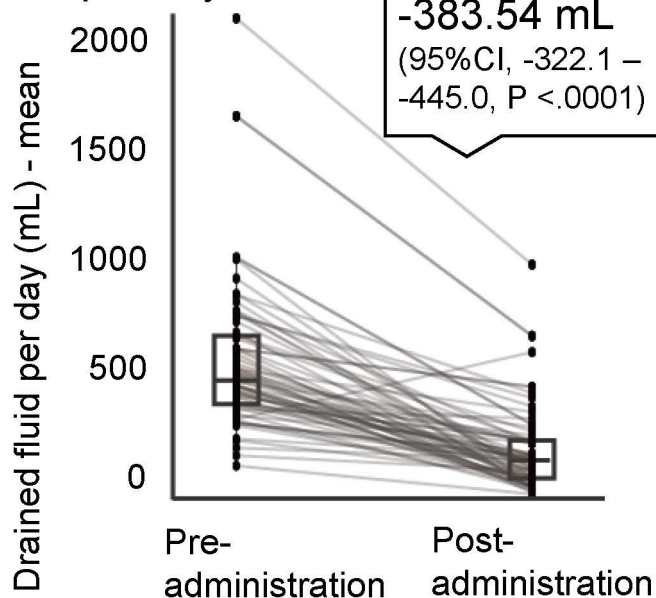 -383.54 mL
(95%CI, -322.1 –
-445.0, P <.0001)
Drained fluid per day (mL) - mean
2000
1500
1000
500
0
Pre-
administration
Post-
administration